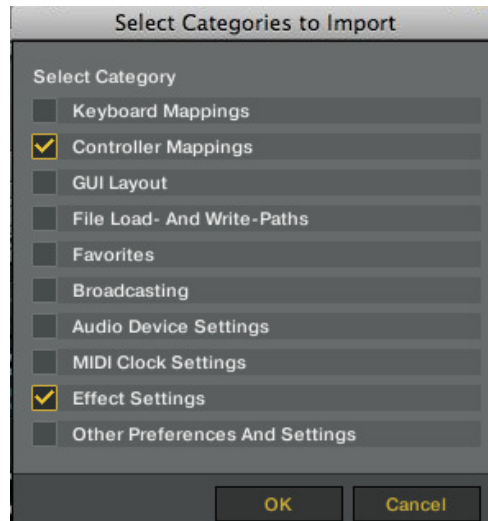 Select Categories to Import
Select Category
Keyboard Mappings
Controller Mappings
GUI Layout
File Load- And Write-Paths
Favorites
Broadcasting
Audio Device Settings
MIDI Clock Settings
Effect Settings
Other Preferences And Settings
OK Cancel